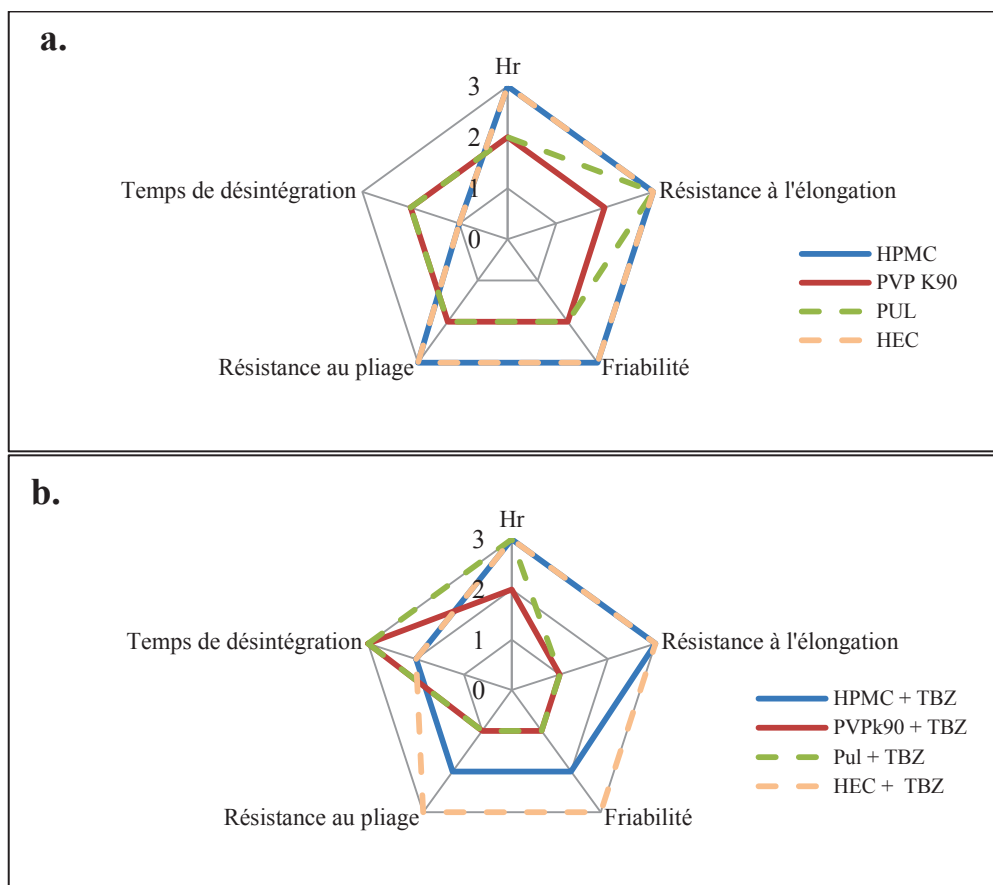 a.
Hr
3
2
Temps de désintégration
1
Résistance à l'élongation
0
HPMC
PVP K90
PUL
HEC
Résistance au pliage
Friabilité
b.
Hr
3
2
Temps de désintégration
1
Résistance à l'élongation
0
HPMC + TBZ
PVPk90 + TBZ
Pul + TBZ
HEC + TBZ
Résistance au pliage
Friabilité